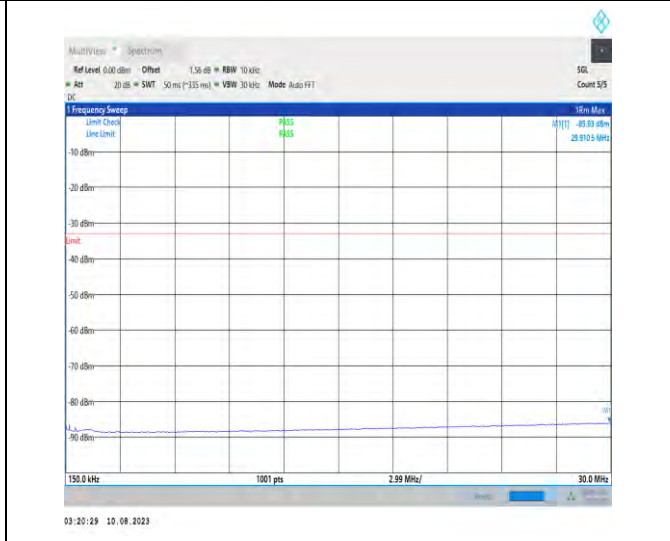 MultiView Spectrum
Ref Level 0.00 dBm Offset 1.56 dB RBW 10 kHz SGL
Att 20 dB SWT 50 ms (~335 ms) VBW 30 kHz Mode Auto FFT Count 5/5
DC
1 Frequency Sweep 1Rm Max
Limit Check PASS M1[1] -85.93 dBm
Line Limit PASS 29.9105 MHz
-10 dBm
-20 dBm
-30 dBm
Limit
-40 dBm
-50 dBm
-60 dBm
-70 dBm
-80 dBm
M1
-90 dBm
150.0 kHz 1001 pts 2.99 MHz/ 30.0 MHz
03:20:29 10.08.2023